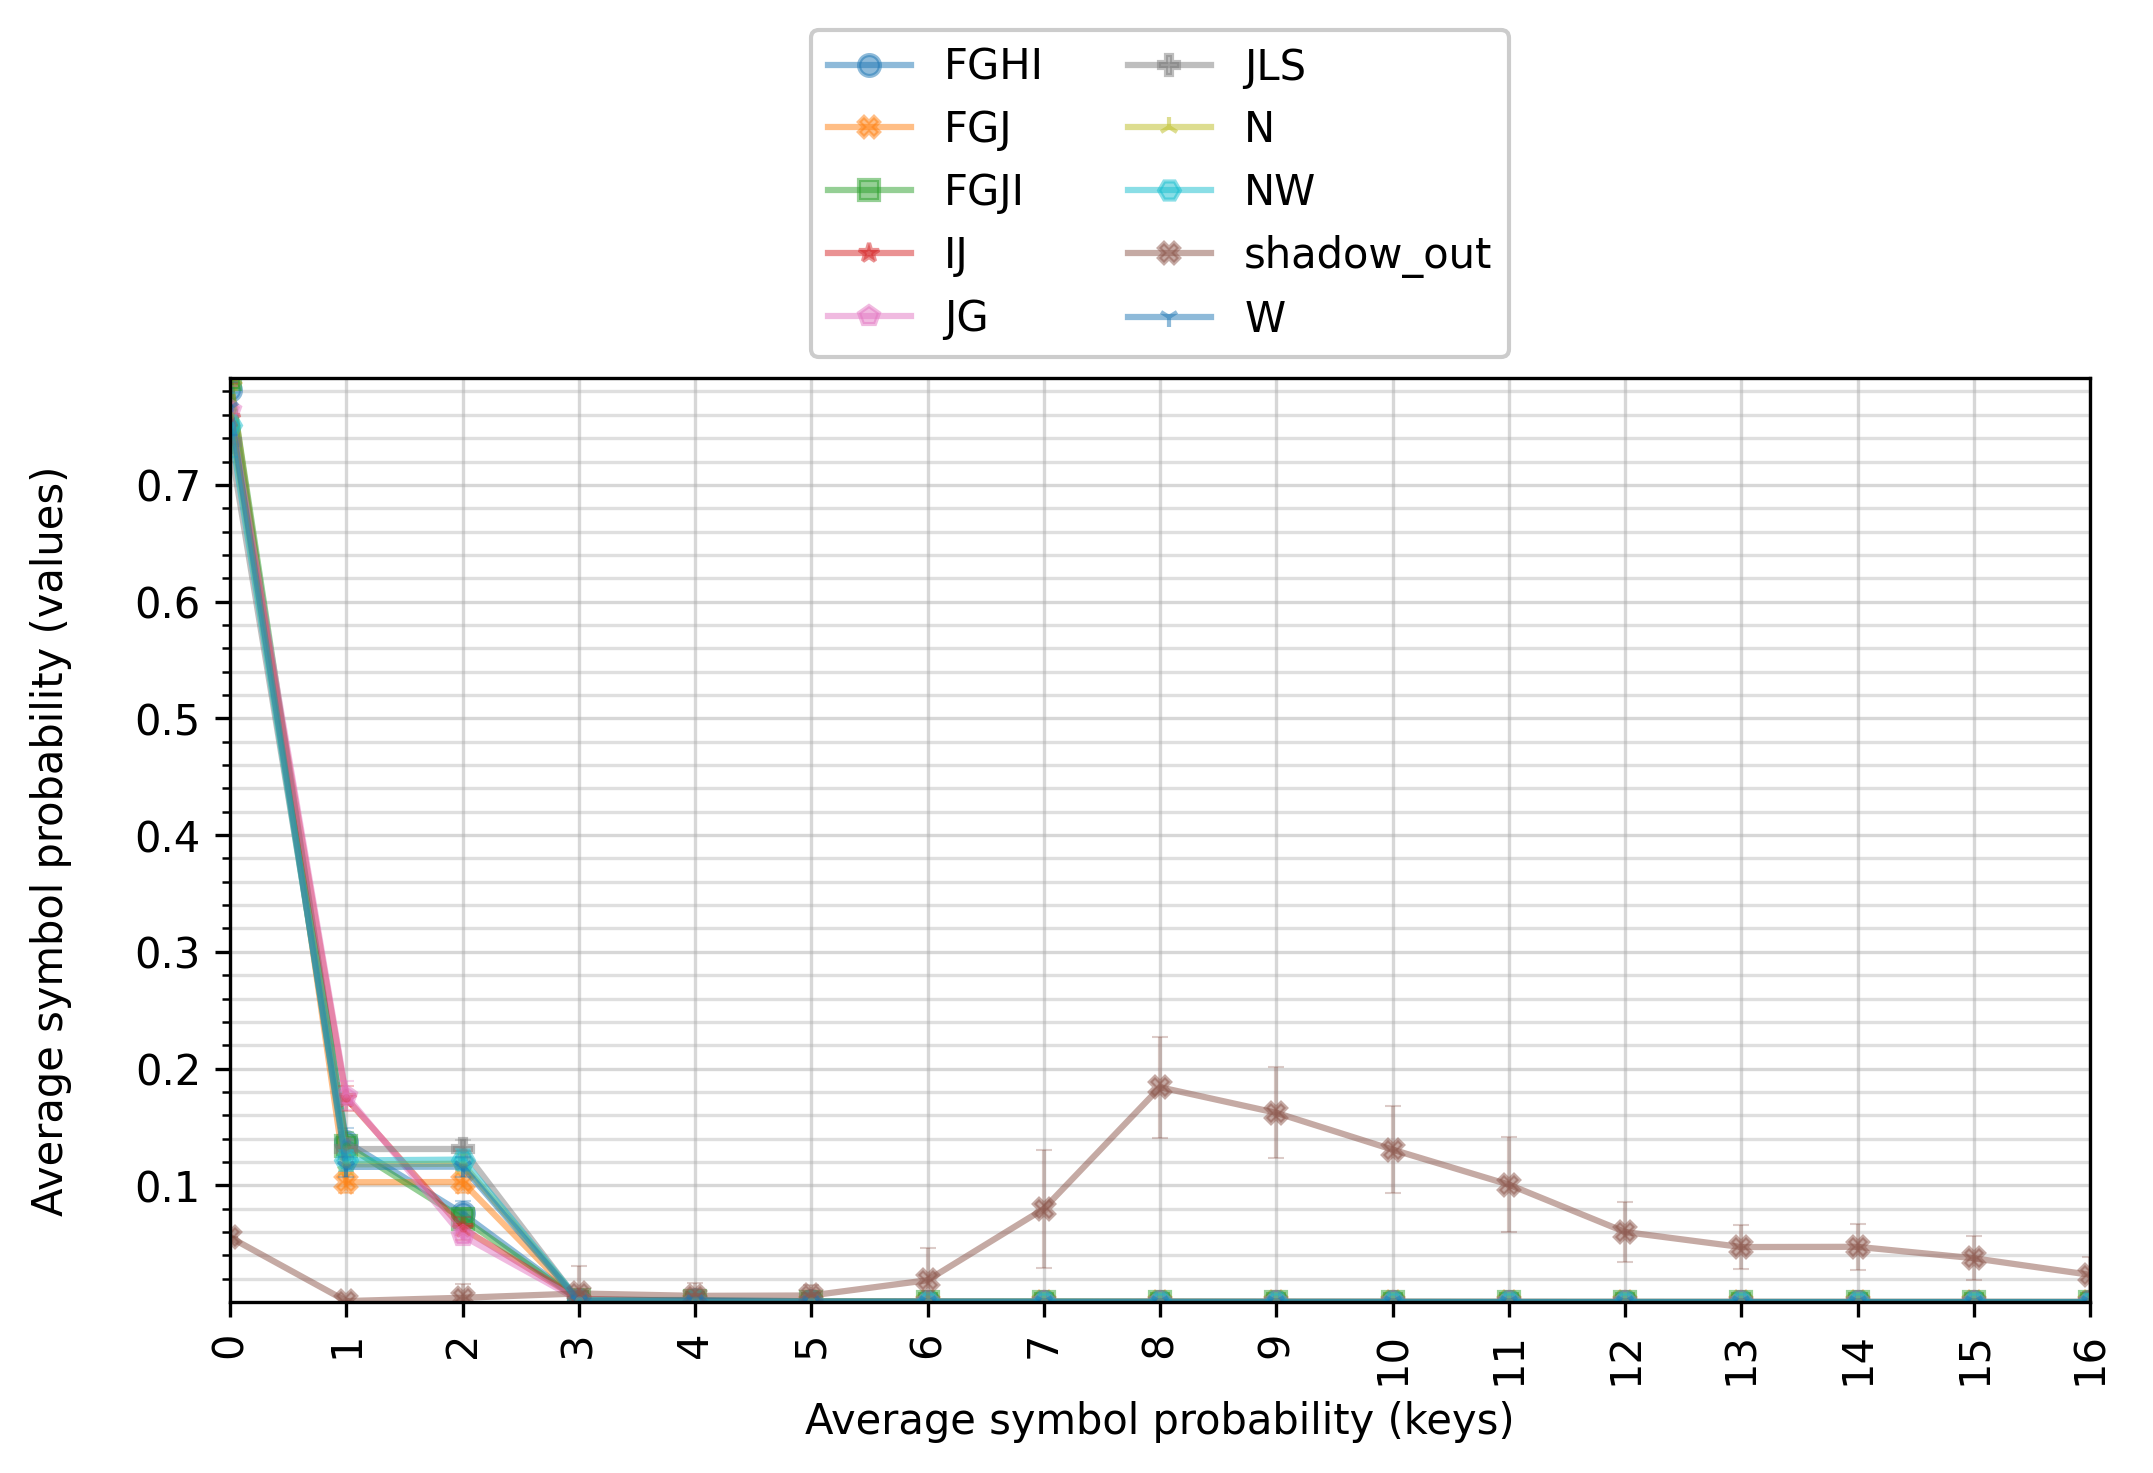 FGHI
FGJ
FGJI
IJ
JG
JLS
N
NW
shadow_out
W
Average symbol probability (values)
0.7
0.6
0.5
0.4
0.3
0.2
0.1
0 1 2 3 4 5 6 7 8 9 10 11 12 13 14 15 16
Average symbol probability (keys)